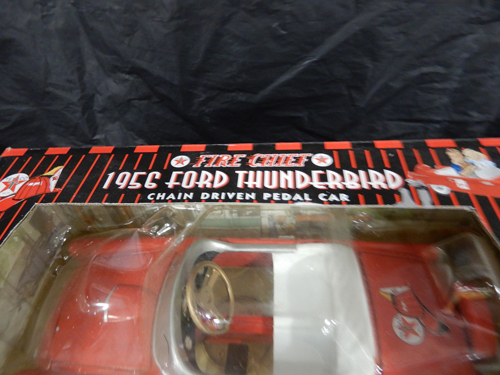 FIRE CHIEF
1956 FORD THUNDERBIRD
CHAIN DRIVEN PEDAL CAR